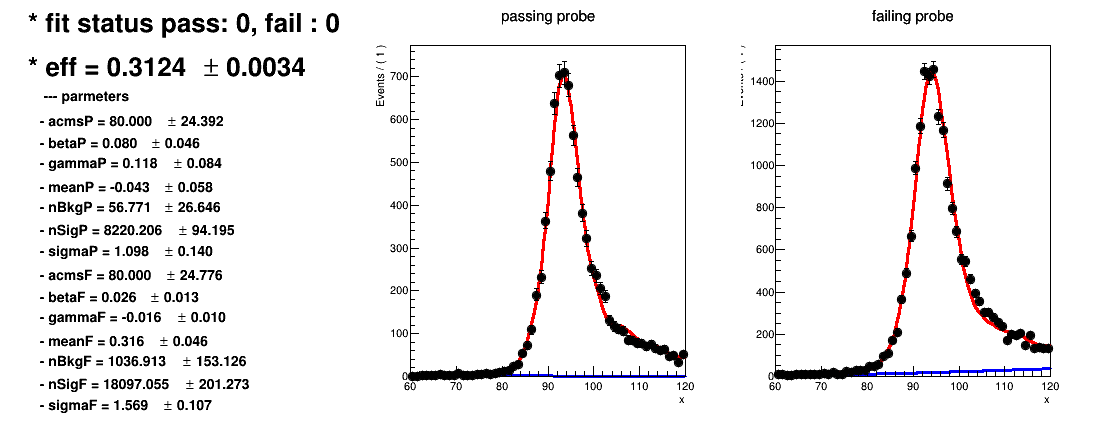 * fit status pass: 0, fail : 0
* eff = 0.3124 ± 0.0034
--- parmeters
- acmsP = 80.000 ± 24.392
- betaP = 0.080 ± 0.046
- gammaP = 0.118 ± 0.084
- meanP = -0.043 ± 0.058
- nBkgP = 56.771 ± 26.646
- nSigP = 8220.206 ± 94.195
- sigmaP = 1.098 ± 0.140
- acmsF = 80.000 ± 24.776
- betaF = 0.026 ± 0.013
- gammaF = -0.016 ± 0.010
- meanF = 0.316 ± 0.046
- nBkgF = 1036.913 ± 153.126
- nSigF = 18097.055 ± 201.273
- sigmaF = 1.569 ± 0.107
passing probe
Events / ( 1 )
700
600
500
400
300
200
100
0
60 70 80 90 100 110 120
x
failing probe
1400
1200
1000
800
600
400
200
0
60 70 80 90 100 110 120
x